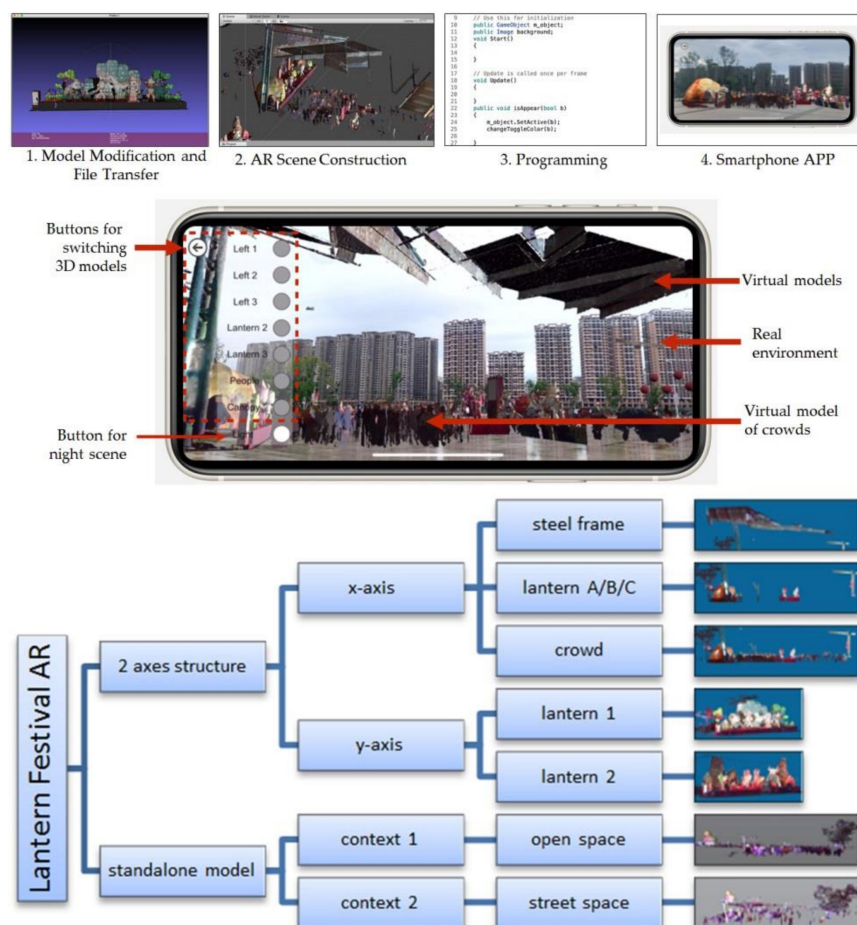 9 // Use this for initialization
10 public GameObject m_object;
11 public Image background;
12 void Start()
13 {
14
15 }
16
17 // Update is called once per frame
18 void Update()
19 {
20
21 }
22 public void isAppear(bool b)
23 {
24 m_object.SetActive(b);
25 changeToggleColor(b);
26
27 }
1. Model Modification and
File Transfer
2. AR Scene Construction
3. Programming
4. Smartphone APP
Buttons for
switching
3D models
Left 1
Left 2
Left 3
Lantern 2
Lantern 3
People
Canopy
Light
Button for
night scene
Virtual models
Real
environment
Virtual model
of crowds
Lantern Festival AR
2 axes structure
x-axis
steel frame
lantern A/B/C
crowd
y-axis
lantern 1
lantern 2
standalone model
context 1
open space
context 2
street space